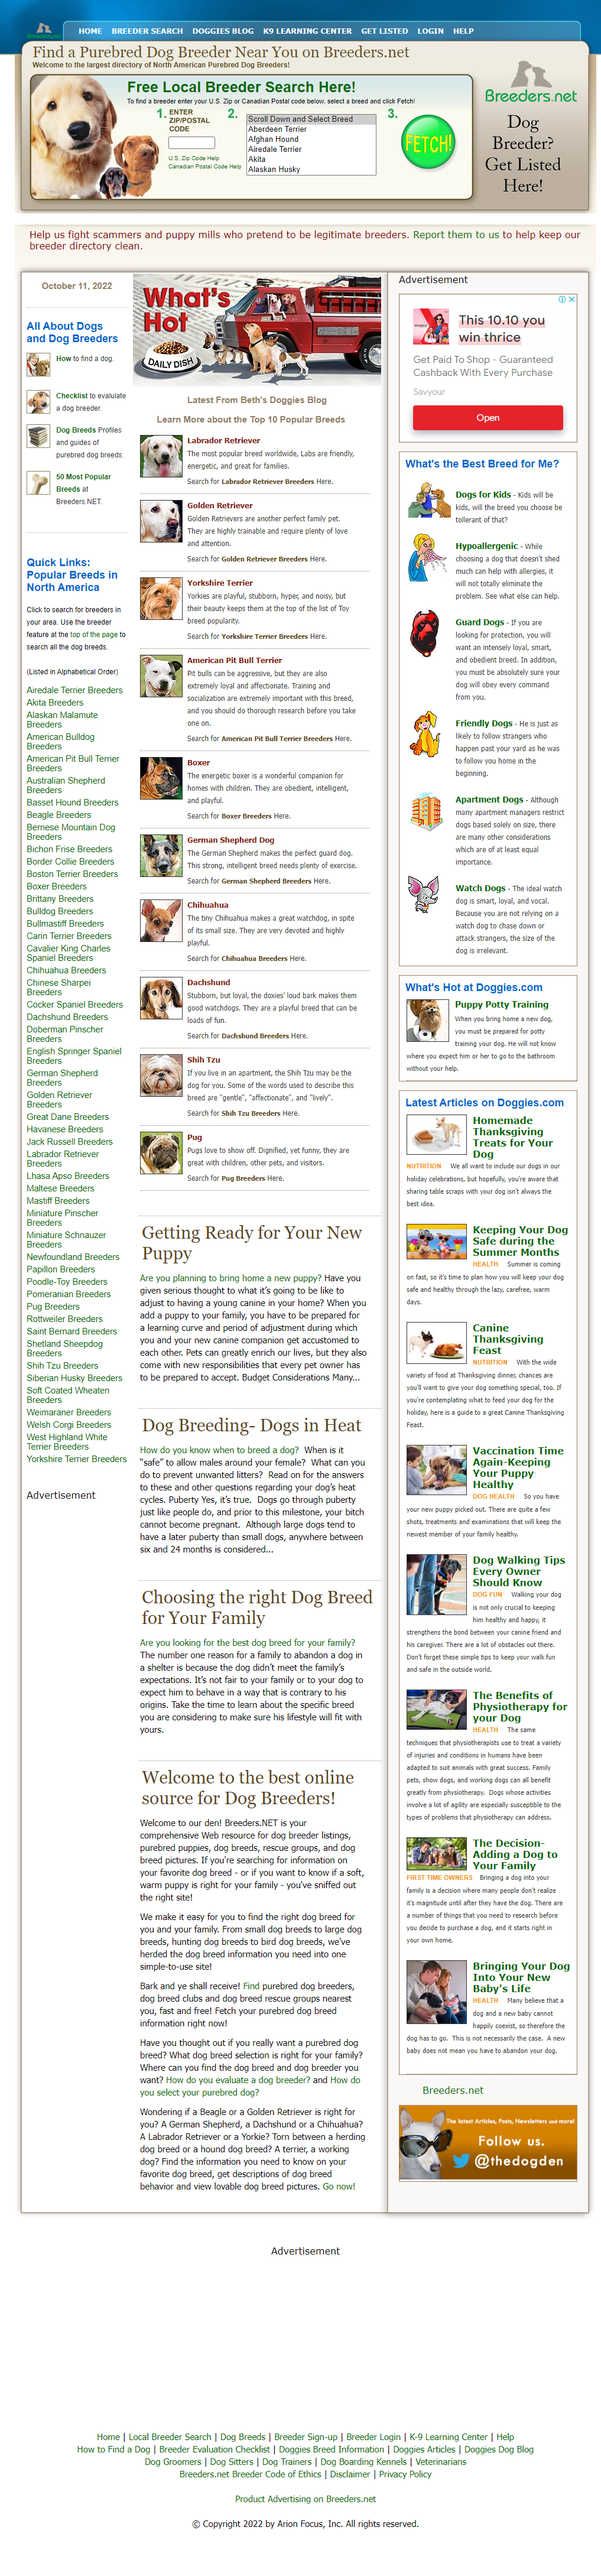 HOME BREEDER SEARCH DOGGIES BLOG K9 LEARNING CENTER GET LISTED LOGIN HELP
Find a Purebred Dog Breeder Near You on Breeders.net
Welcome to the largest directory of North American Purebred Dog Breeders!
Free Local Breeder Search Here!
To find a breeder enter your U.S. Zip or Canadian Postal code below, select a breed and click Fetch!
1. ENTER ZIP/POSTAL CODE
U.S. Zip Code Help
Canadian Postal Code Help
2.
Scroll Down and Select Breed
Aberdeen Terrier
Afghan Hound
Airedale Terrier
Akita
Alaskan Husky
3.
FETCH!
Breeders.net
Dog
Breeder?
Get Listed
Here!
Help us fight scammers and puppy mills who pretend to be legitimate breeders. Report them to us to help keep our
breeder directory clean.
October 11, 2022
All About Dogs
and Dog Breeders
How to find a dog.
Checklist to evaluate
a dog breeder.
Dog Breeds Profiles
and guides of
purebred dog breeds.
50 Most Popular
Breeds at
Breeders.NET.
Quick Links:
Popular Breeds in
North America
Click to search for breeders in
your area. Use the breeder
feature at the top of the page to
search all the dog breeds.
(Listed in Alphabetical Order)
Airedale Terrier Breeders
Akita Breeders
Alaskan Malamute
Breeders
American Bulldog
Breeders
American Pit Bull Terrier
Breeders
Australian Shepherd
Breeders
Basset Hound Breeders
Beagle Breeders
Bernese Mountain Dog
Breeders
Bichon Frise Breeders
Border Collie Breeders
Boston Terrier Breeders
Boxer Breeders
Brittany Breeders
Bulldog Breeders
Bullmastiff Breeders
Carin Terrier Breeders
Cavalier King Charles
Spaniel Breeders
Chihuahua Breeders
Chinese Sharpei
Breeders
Cocker Spaniel Breeders
Dachshund Breeders
Doberman Pinscher
Breeders
English Springer Spaniel
Breeders
German Shepherd
Breeders
Golden Retriever
Breeders
Great Dane Breeders
Havanese Breeders
Jack Russell Breeders
Labrador Retriever
Breeders
Lhasa Apso Breeders
Maltese Breeders
Mastiff Breeders
Miniature Pinscher
Breeders
Miniature Schnauzer
Breeders
Newfoundland Breeders
Papillon Breeders
Poodle-Toy Breeders
Pomeranian Breeders
Pug Breeders
Rottweiler Breeders
Saint Bernard Breeders
Shetland Sheepdog
Breeders
Shih Tzu Breeders
Siberian Husky Breeders
Soft Coated Wheaten
Breeders
Weimaraner Breeders
Welsh Corgi Breeders
West Highland White
Terrier Breeders
Yorkshire Terrier Breeders
Advertisement
What's
Hot
DAILY DISH
Latest From Beth's Doggies Blog
Learn More about the Top 10 Popular Breeds
Labrador Retriever
The most popular breed worldwide, Labs are friendly,
energetic, and great for families.
Search for Labrador Retriever Breeders Here.
Golden Retriever
Golden Retrievers are another perfect family pet.
They are highly trainable and require plenty of love
and attention.
Search for Golden Retriever Breeders Here.
Yorkshire Terrier
Yorkies are playful, stubborn, hyper, and noisy, but
their beauty keeps them at the top of the list of Toy
breed popularity.
Search for Yorkshire Terrier Breeders Here.
American Pit Bull Terrier
Pit bulls can be aggressive, but they are also
extremely loyal and affectionate. Training and
socialization are extremely important with this breed,
and you should do thorough research before you take
one on.
Search for American Pit Bull Terrier Breeders Here.
Boxer
The energetic boxer is a wonderful companion for
homes with children. They are obedient, intelligent,
and playful.
Search for Boxer Breeders Here.
German Shepherd Dog
The German Shepherd makes the perfect guard dog.
This strong, intelligent breed needs plenty of exercise.
Search for German Shepherd Breeders Here.
Chihuahua
The tiny Chihuahua makes a great watchdog, in spite
of its small size. They are very devoted and highly
playful.
Search for Chihuahua Breeders Here.
Dachshund
Stubborn, but loyal, the doxies' loud bark makes them
good watchdogs. They are a playful breed that can be
loads of fun.
Search for Dachshund Breeders Here.
Shih Tzu
If you live in an apartment, the Shih Tzu may be the
dog for you. Some of the words used to describe this
breed are "gentle", "affectionate", and "lively".
Search for Shih Tzu Breeders Here.
Pug
Pugs love to show off. Dignified, yet funny, they are
great with children, other pets, and visitors.
Search for Pug Breeders Here.
Getting Ready for Your New
Puppy
Are you planning to bring home a new puppy? Have you
given serious thought to what it's going to be like to
adjust to having a young canine in your home? When you
add a puppy to your family, you have to be prepared for
a learning curve and period of adjustment during which
you and your new canine companion get accustomed to
each other. Pets can greatly enrich our lives, but they also
come with new responsibilities that every pet owner has
to be prepared to accept. Budget Considerations Many...
Dog Breeding- Dogs in Heat
How do you know when to breed a dog? When is it
"safe" to allow males around your female? What can you
do to prevent unwanted litters? Read on for the answers
to these and other questions regarding your dog's heat
cycles. Puberty Yes, it's true. Dogs go through puberty
just like people do, and prior to this milestone, your bitch
cannot become pregnant. Although large dogs tend to
have a later puberty than small dogs, anywhere between
six and 24 months is considered...
Choosing the right Dog Breed
for Your Family
Are you looking for the best dog breed for your family?
The number one reason for a family to abandon a dog in
a shelter is because the dog didn't meet the family's
expectations. It's not fair to your family or to your dog to
expect him to behave in a way that is contrary to his
origins. Take the time to learn about the specific breed
you are considering to make sure his lifestyle will fit with
yours.
Welcome to the best online
source for Dog Breeders!
Welcome to our den! Breeders.NET is your
comprehensive Web resource for dog breeder listings,
purebred puppies, dog breeds, rescue groups, and dog
breed pictures. If you're searching for information on
your favorite dog breed - or if you want to know if a soft,
warm puppy is right for your family - you've sniffed out
the right site!
We make it easy for you to find the right dog breed for
you and your family. From small dog breeds to large dog
breeds, hunting dog breeds to bird dog breeds, we've
herded the dog breed information you need into one
simple-to-use site!
Bark and ye shall receive! Find purebred dog breeders,
dog breed clubs and dog breed rescue groups nearest
you, fast and free! Fetch your purebred dog breed
information right now!
Have you thought out if you really want a purebred dog
breed? What dog breed selection is right for your family?
Where can you find the dog breed and dog breeder you
want? How do you evaluate a dog breeder? and How do
you select your purebred dog?
Wondering if a Beagle or a Golden Retriever is right for
you? A German Shepherd, a Dachshund or a Chihuahua?
A Labrador Retriever or a Yorkie? Torn between a herding
dog breed or a hound dog breed? A terrier, a working
dog? Find the information you need to know on your
favorite dog breed, get descriptions of dog breed
behavior and view lovable dog breed pictures. Go now!
Advertisement
This 10.10 you
win thrice
Get Paid To Shop - Guaranteed
Cashback With Every Purchase
Savyour
Open
What's the Best Breed for Me?
Dogs for Kids - Kids will be
kids, will the breed you choose be
tollerant of that?
Hypoallergenic - While
choosing a dog that doesn't shed
much can help with allergies, it
will not totally eliminate the
problem. See what else can help.
Guard Dogs - If you are
looking for protection, you will
want an intensely loyal, smart,
and obedient breed. In addition,
you must be absolutely sure your
dog will obey every command
from you.
Friendly Dogs - He is just as
likely to follow strangers who
happen past your yard as he was
to follow you home in the
beginning.
Apartment Dogs - Although
many apartment managers restrict
dogs based solely on size, there
are many other considerations
which are of at least equal
importance.
Watch Dogs - The ideal watch
dog is smart, loyal, and vocal.
Because you are not relying on a
watch dog to chase down or
attack strangers, the size of the
dog is irrelevant.
What's Hot at Doggies.com
Puppy Potty Training
When you bring home a new dog,
you must be prepared for potty
training your dog. He will not know
where you expect him or her to go to the bathroom
without your help.
Latest Articles on Doggies.com
Homemade
Thanksgiving
Treats for Your
Dog
NUTRITION We all want to include our dogs in our
holiday celebrations, but hopefully, you're aware that
sharing table scraps with your dog isn't always the
best idea.
Keeping Your Dog
Safe during the
Summer Months
HEALTH Summer is coming
on fast, so it's time to plan how you will keep your dog
safe and healthy through the lazy, carefree, warm
days.
Canine
Thanksgiving
Feast
NUTRITION With the wide
variety of food at Thanksgiving dinner, chances are
you'll want to give your dog something special, too. If
you're contemplating what to feed your dog for the
holiday, here is a guide to a great Canine Thanksgiving
Feast.
Vaccination Time
Again-Keeping
Your Puppy
Healthy
DOG HEALTH So you have
your new puppy picked out. There are quite a few
shots, treatments and examinations that will keep the
newest member of your family healthy.
Dog Walking Tips
Every Owner
Should Know
DOG FUN Walking your dog
is not only crucial to keeping
him healthy and happy, it
strengthens the bond between your canine friend and
his caregiver. There are a lot of obstacles out there.
Don't forget these simple tips to keep your walk fun
and safe in the outside world.
The Benefits of
Physiotherapy for
your Dog
HEALTH The same
techniques that physiotherapists use to treat a variety
of injuries and conditions in humans have been
adapted to suit animals with great success. Family
pets, show dogs, and working dogs can all benefit
greatly from physiotherapy. Dogs whose activities
involve a lot of agility are especially susceptible to the
types of problems that physiotherapy can address.
The Decision-
Adding a Dog to
Your Family
FIRST TIME OWNERS Bringing a dog into your
family is a decision where many people don't realize
it's magnitude until after they have the dog. There are
a number of things that you need to research before
you decide to purchase a dog, and it starts right in
your own home.
Bringing Your Dog
Into Your New
Baby's Life
HEALTH Many believe that a
dog and a new baby cannot
happily coexist, so therefore the
dog has to go. This is not necessarily the case. A new
baby does not mean you have to abandon your dog.
Breeders.net
The latest Articles, Posts, Newsletters and more!
Follow us.
@thedogden
Advertisement
Home | Local Breeder Search | Dog Breeds | Breeder Sign-up | Breeder Login | K-9 Learning Center | Help
How to Find a Dog | Breeder Evaluation Checklist | Doggies Breed Information | Doggies Articles | Doggies Dog Blog
Dog Groomers | Dog Sitters | Dog Trainers | Dog Boarding Kennels | Veterinarians
Breeders.net Breeder Code of Ethics | Disclaimer | Privacy Policy
Product Advertising on Breeders.net
© Copyright 2022 by Arion Focus, Inc. All rights reserved.